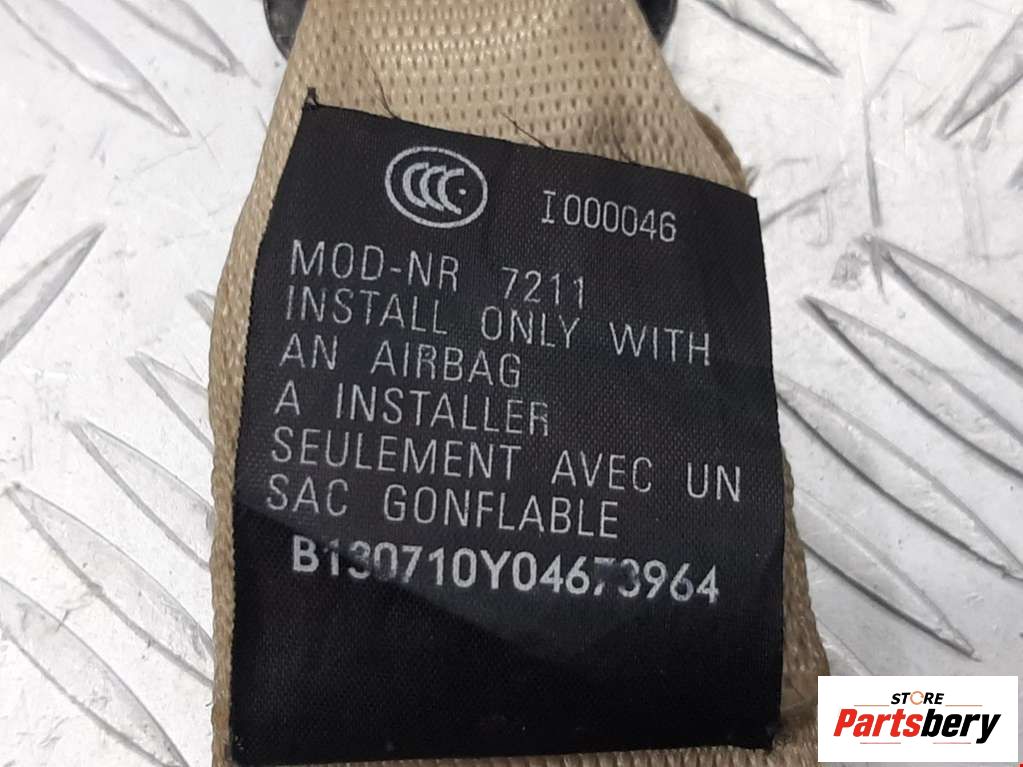 CCC
I000046
MOD-NR 7211
INSTALL ONLY WITH
AN AIRBAG
A INSTALLER
SEULEMENT AVEC UN
SAC GONFLABLE
B130710Y04673964
STORE
Partsbery